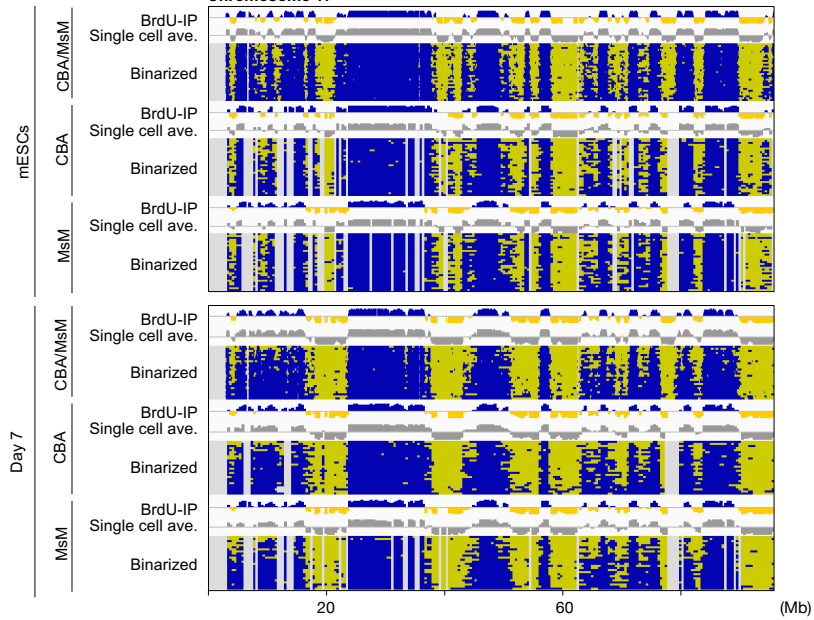 mESCs
CBA/MsM
BrdU-IP
Single cell ave.
Binarized
CBA
BrdU-IP
Single cell ave.
Binarized
MsM
BrdU-IP
Single cell ave.
Binarized
Day 7
CBA/MsM
BrdU-IP
Single cell ave.
Binarized
CBA
BrdU-IP
Single cell ave.
Binarized
MsM
BrdU-IP
Single cell ave.
Binarized
20
60
(Mb)